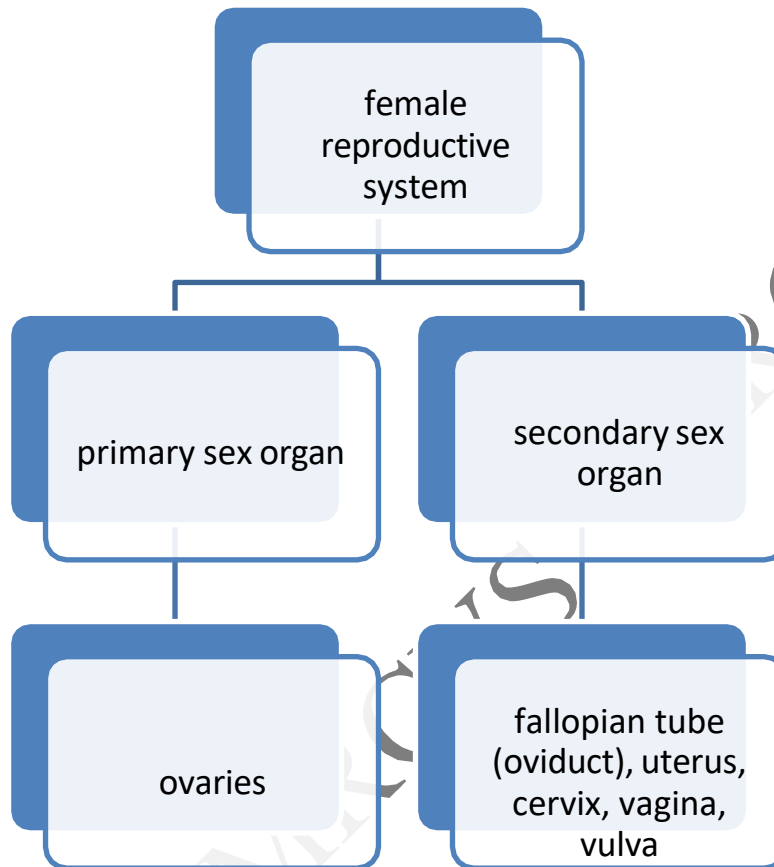 female
reproductive
system
primary sex organ
secondary sex
organ
ovaries
fallopian tube
(oviduct), uterus,
cervix, vagina,
vulva